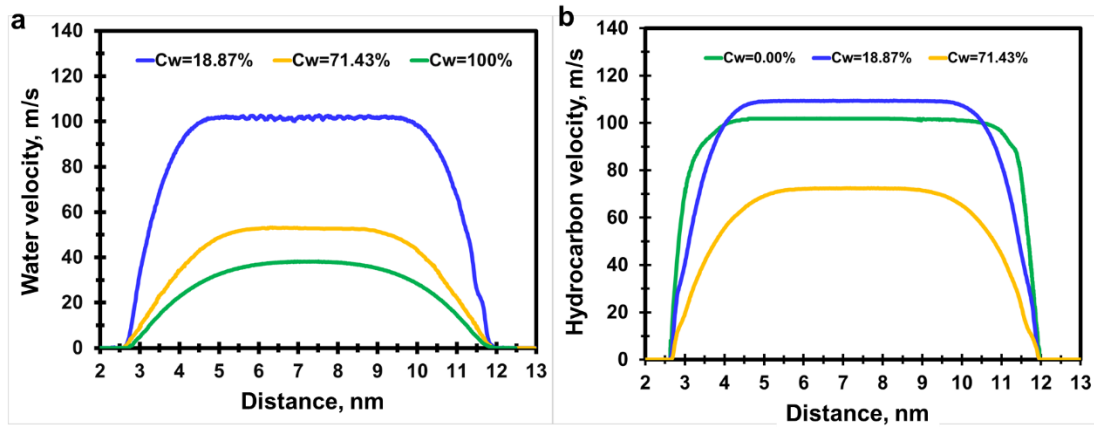 a
140
120
100
80
60
40
20
0
Water velocity, m/s
Cw=18.87% Cw=71.43% Cw=100%
2 3 4 5 6 7 8 9 10 11 12 13
Distance, nm
b
140
120
100
80
60
40
20
0
Hydrocarbon velocity, m/s
Cw=0.00% Cw=18.87% Cw=71.43%
2 3 4 5 6 7 8 9 10 11 12 13
Distance, nm